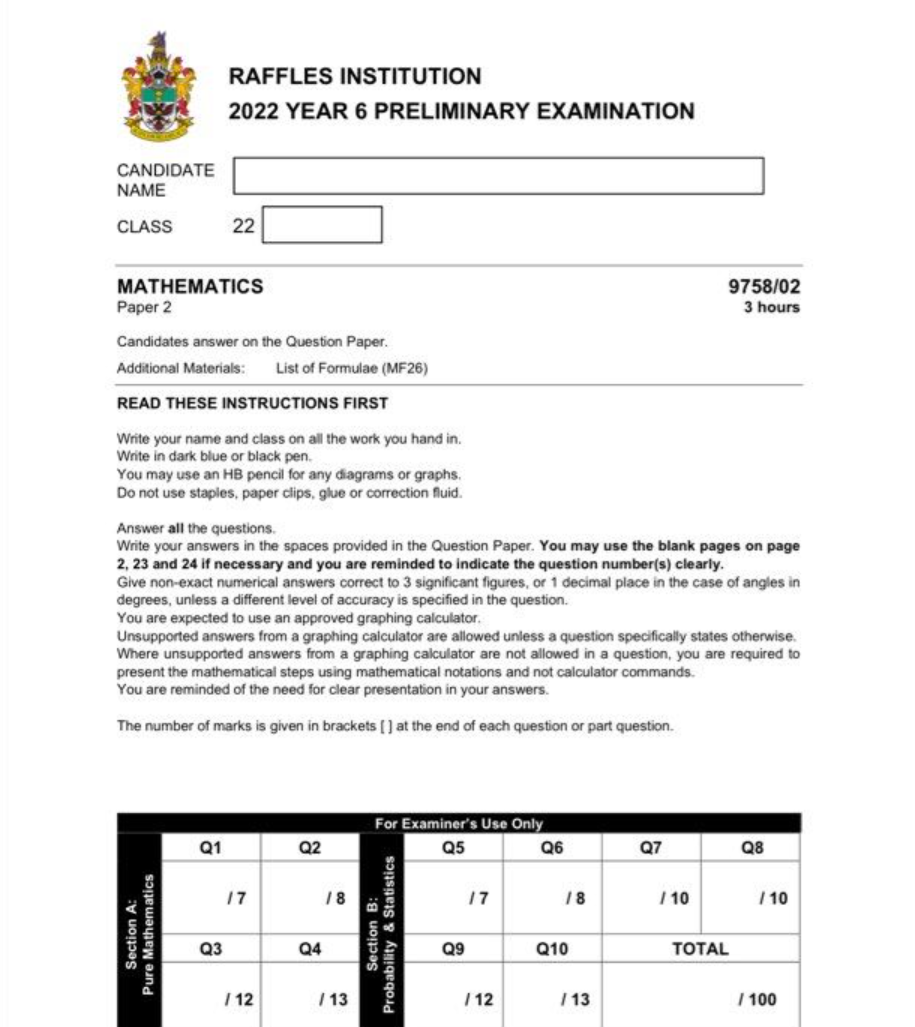 RAFFLES INSTITUTION
2022 YEAR 6 PRELIMINARY EXAMINATION
CANDIDATE
NAME
CLASS 22
MATHEMATICS 9758/02
Paper 2 3 hours
Candidates answer on the Question Paper.
Additional Materials: List of Formulae (MF26)
READ THESE INSTRUCTIONS FIRST
Write your name and class on all the work you hand in.
Write in dark blue or black pen.
You may use an HB pencil for any diagrams or graphs.
Do not use staples, paper clips, glue or correction fluid.
Answer all the questions.
Write your answers in the spaces provided in the Question Paper. You may use the blank pages on page
2, 23 and 24 if necessary and you are reminded to indicate the question number(s) clearly.
Give non-exact numerical answers correct to 3 significant figures, or 1 decimal place in the case of angles in
degrees, unless a different level of accuracy is specified in the question.
You are expected to use an approved graphing calculator.
Unsupported answers from a graphing calculator are allowed unless a question specifically states otherwise.
Where unsupported answers from a graphing calculator are not allowed in a question, you are required to
present the mathematical steps using mathematical notations and not calculator commands.
You are reminded of the need for clear presentation in your answers.
The number of marks is given in brackets [ ] at the end of each question or part question.
For Examiner's Use Only
Section A:
Pure Mathematics
Q1 Q2
/ 7 / 8
Q3 Q4
/ 12 / 13
Section B:
Probability & Statistics
Q5 Q6 Q7 Q8
/ 7 / 8 / 10 / 10
Q9 Q10 TOTAL
/ 12 / 13 / 100